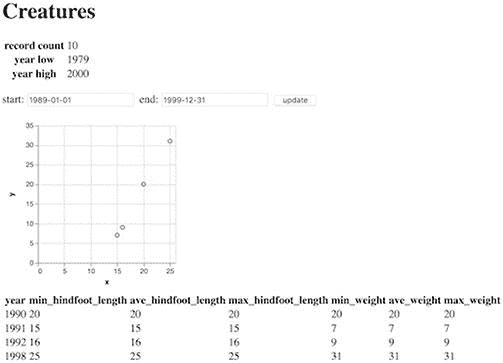 Creatures
record count 10
year low 1979
year high 2000
start: 1989-01-01 end: 1999-12-31 update
35
30
25
20
15
10
5
0
y
0 5 10 15 20 25
x
year min_hindfoot_length ave_hindfoot_length max_hindfoot_length min_weight ave_weight max_weight
1990 20 20 20 20 20 20
1991 15 15 15 7 7 7
1992 16 16 16 9 9 9
1998 25 25 25 31 31 31